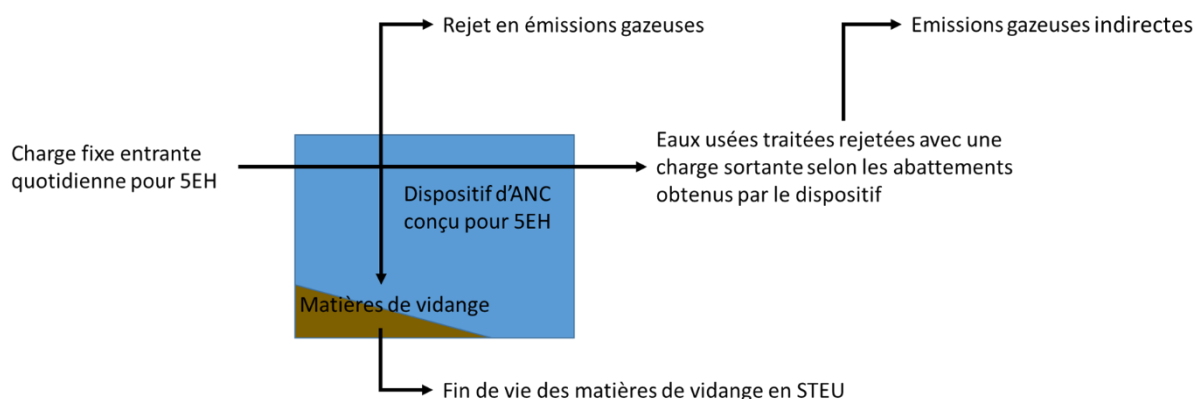 Rejet en émissions gazeuses
Emissions gazeuses indirectes
Charge fixe entrante
quotidienne pour 5EH
Eaux usées traitées rejetées avec une
charge sortante selon les abattements
obtenus par le dispositif
Dispositif d'ANC
conçu pour 5EH
Matières de vidange
Fin de vie des matières de vidange en STEU